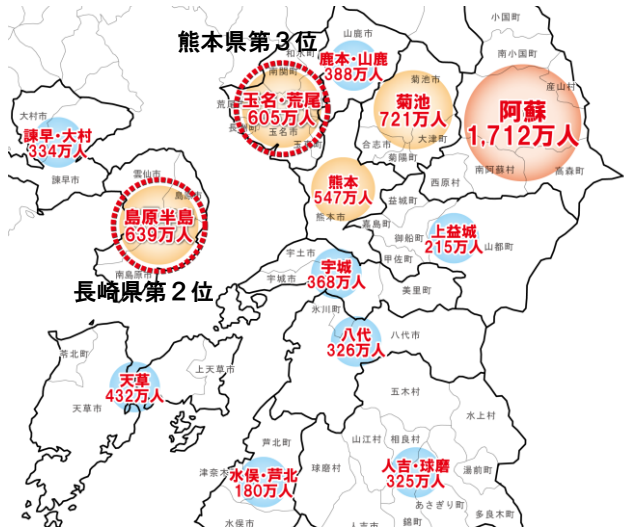 熊本県第3位
小国町
山鹿市
南小国町
和水町
鹿本・山鹿
388万人
南関町
菊池市
産山村
荒尾
玉名・荒尾
605万人
菊池
721万人
阿蘇
1,712万人
大村市
諫早・大村
334万人
長洲町
玉名市
玉東町
合志市
大津町
菊陽町
諫早市
雲仙市
島原
熊本
547万人
西原村
南阿蘇村
高森町
島原半島
639万人
益城町
熊本市
嘉島町
御船町
甲佐町
上益城
215万人
山都町
南島原市
長崎県第2位
宇土市
宇城市
宇城
368万人
美里町
氷川町
八代
326万人
八代市
苓北町
上天草市
天草
432万人
天草市
五木村
水上村
芦北町
山江村
相良村
津奈木
水俣・芦北
180万人
球磨村
人吉・球磨
325万人
湯前町
あさぎり町
水俣市
人吉市
錦町
多良木町